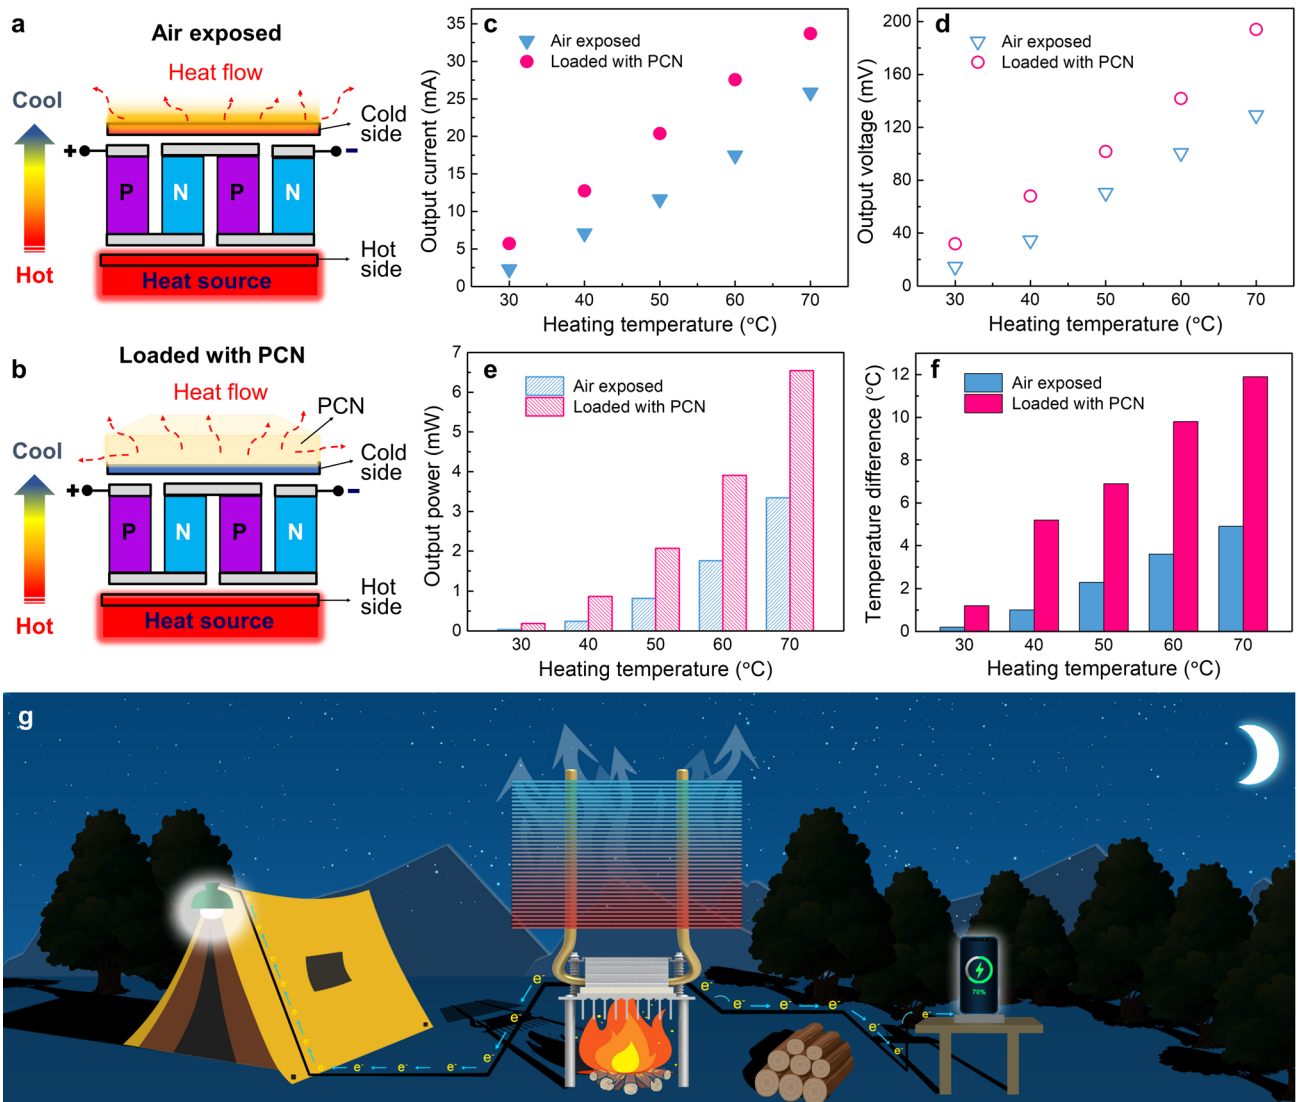 a
Air exposed
Heat flow
Cool
Cold
side
+
−
P
N
P
N
Hot
side
Hot
Heat source
b
Loaded with PCN
Heat flow
PCN
Cool
Cold
side
+
−
P
N
P
N
Hot
side
Hot
Heat source
c
Air exposed
Loaded with PCN
Output current (mA)
35
30
25
20
15
10
5
0
30 40 50 60 70
Heating temperature (°C)
d
Air exposed
Loaded with PCN
Output voltage (mV)
200
160
120
80
40
0
30 40 50 60 70
Heating temperature (°C)
e
Air exposed
Loaded with PCN
Output power (mW)
7
6
5
4
3
2
1
0
30 40 50 60 70
Heating temperature (°C)
f
Air exposed
Loaded with PCN
Temperature difference (°C)
12
10
8
6
4
2
0
30 40 50 60 70
Heating temperature (°C)
g
e⁻ e⁻ e⁻ e⁻ e⁻ e⁻ e⁻
e⁻ e⁻ e⁻ e⁻ e⁻ e⁻
e⁻ e⁻ e⁻ e⁻ e⁻ e⁻
70%